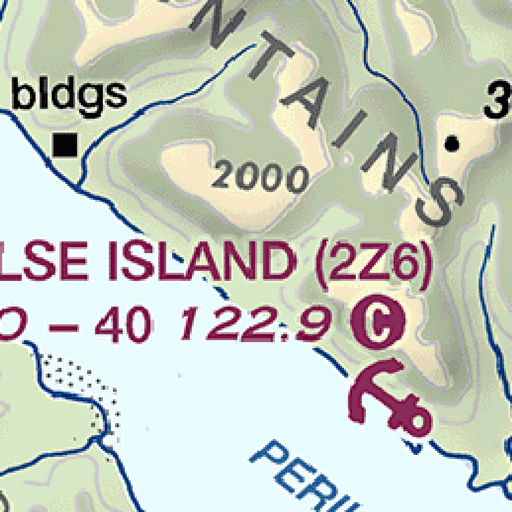 NTAINS
bldgs
3
2000
LSE ISLAND (2Z6)
O – 40 122.9 C
PERI